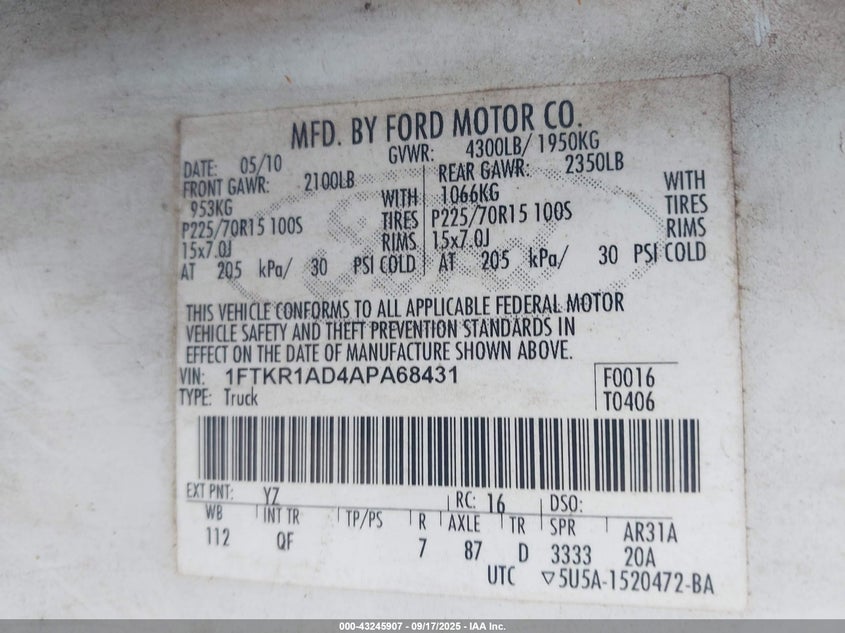 MFD. BY FORD MOTOR CO.
DATE: 05/10 GVWR: 4300LB/ 1950KG
FRONT GAWR: 2100LB REAR GAWR: 2350LB
953KG WITH 1066KG WITH
P225/70R15 100S TIRES P225/70R15 100S TIRES
15x7.0J RIMS 15x7.0J RIMS
AT 205 kPa/ 30 PSI COLD AT 205 kPa/ 30 PSI COLD
THIS VEHICLE CONFORMS TO ALL APPLICABLE FEDERAL MOTOR
VEHICLE SAFETY AND THEFT PREVENTION STANDARDS IN
EFFECT ON THE DATE OF MANUFACTURE SHOWN ABOVE.
VIN: 1FTKR1AD4APA68431 F0016
TYPE: Truck T0406
EXT PNT: YZ RC: 16 DSO:
WB INT TR TP/PS R AXLE TR SPR AR31A
112 QF 7 87 D 3333 20A
UTC ▽5U5A-1520472-BA
000-43245907 - 09/17/2025 - IAA Inc.